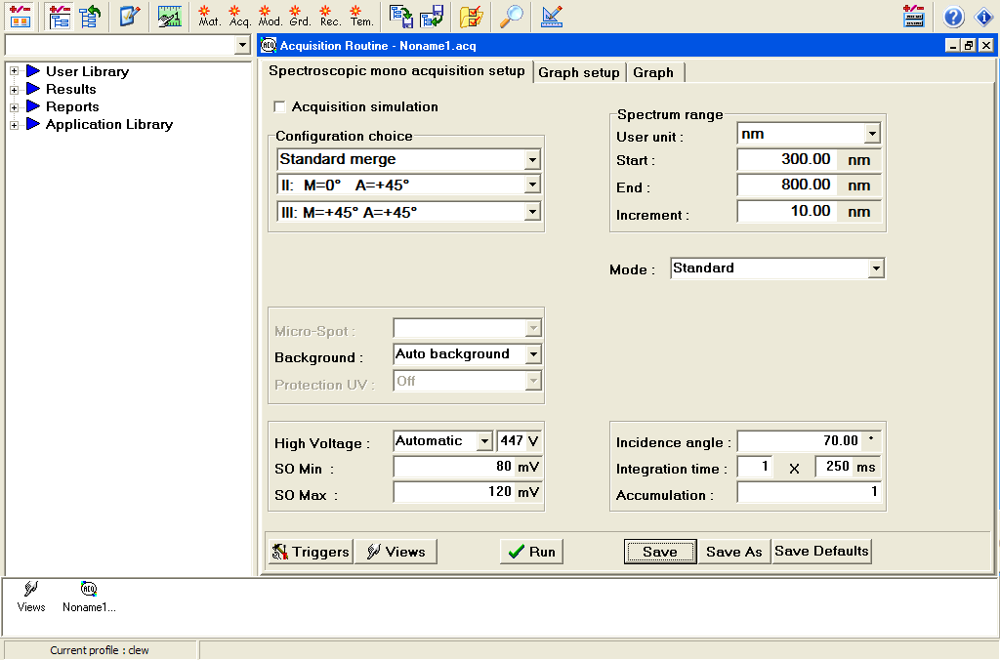 Mat. Acq. Mod. Grd. Rec. Tem.
Acquisition Routine - Noname1.acq
User Library
Results
Reports
Application Library
Spectroscopic mono acquisition setup Graph setup Graph
Acquisition simulation
Configuration choice
Standard merge
II: M=0° A=+45°
III: M=+45° A=+45°
Spectrum range
User unit : nm
Start : 300.00 nm
End : 800.00 nm
Increment : 10.00 nm
Mode : Standard
Micro-Spot :
Background : Auto background
Protection UV : Off
High Voltage : Automatic 447 V
SO Min : 80 mV
SO Max : 120 mV
Incidence angle : 70.00 °
Integration time : 1 X 250 ms
Accumulation : 1
Triggers Views Run Save Save As Save Defaults
Views Noname1...
Current profile : clew